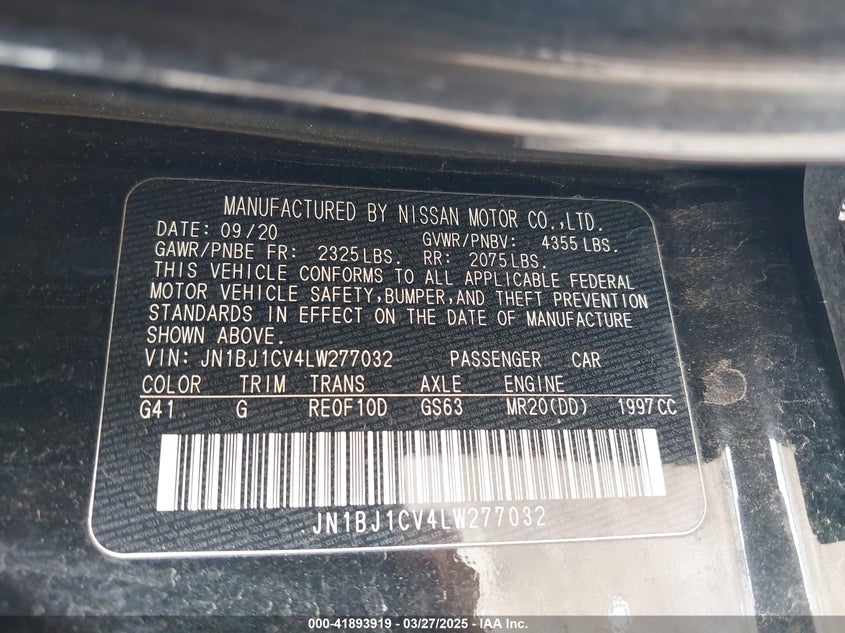 MANUFACTURED BY NISSAN MOTOR CO.,LTD.
DATE: 09/20 GVWR/PNBV: 4355 LBS.
GAWR/PNBE FR: 2325 LBS. RR: 2075 LBS.
THIS VEHICLE CONFORMS TO ALL APPLICABLE FEDERAL
MOTOR VEHICLE SAFETY,BUMPER,AND THEFT PREVENTION
STANDARDS IN EFFECT ON THE DATE OF MANUFACTURE
SHOWN ABOVE.
VIN: JN1BJ1CV4LW277032 PASSENGER CAR
COLOR TRIM TRANS AXLE ENGINE
G41 G RE0F10D GS63 MR20(DD) 1997CC
JN1BJ1CV4LW277032
000-41893919 / 03/27/2025 - IAA Inc.